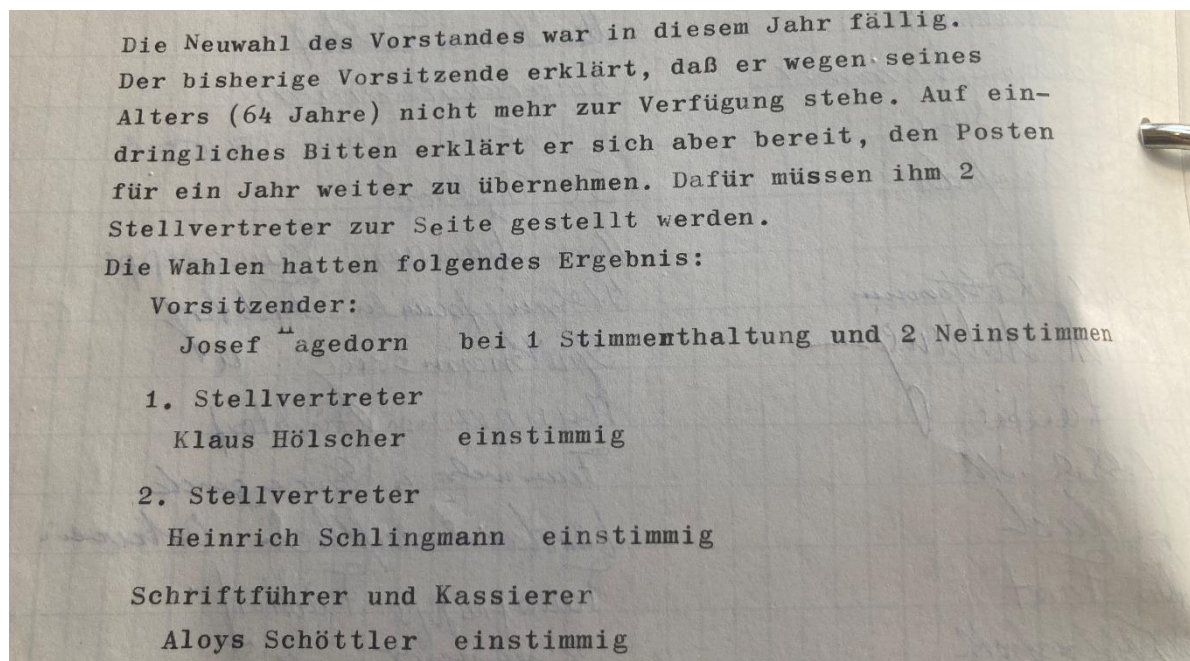 Die Neuwahl des Vorstandes war in diesem Jahr fällig.
Der bisherige Vorsitzende erklärt, daß er wegen seines
Alters (64 Jahre) nicht mehr zur Verfügung stehe. Auf ein-
dringliches Bitten erklärt er sich aber bereit, den Posten
für ein Jahr weiter zu übernehmen. Dafür müssen ihm 2
Stellvertreter zur Seite gestellt werden.
Die Wahlen hatten folgendes Ergebnis:
Vorsitzender:
Josef Hagedorn bei 1 Stimmenthaltung und 2 Neinstimmen
1. Stellvertreter
Klaus Hölscher einstimmig
2. Stellvertreter
Heinrich Schlingmann einstimmig
Schriftführer und Kassierer
Aloys Schöttler einstimmig